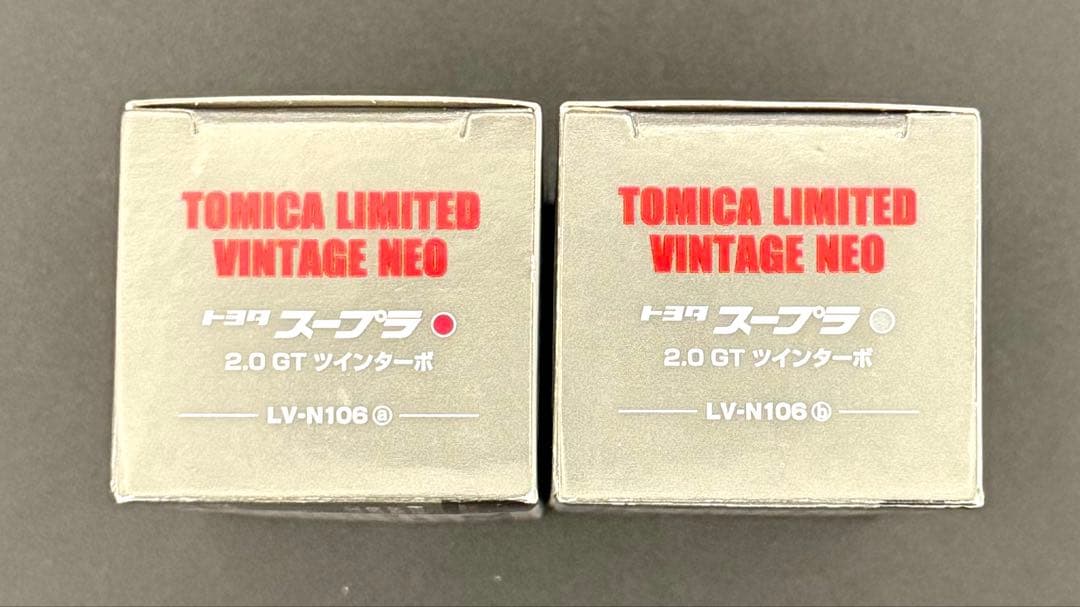 TOMICA LIMITED
VINTAGE NEO
トヨタ スープラ
2.0 GT ツインターボ
LV-N106 ⓐ
TOMICA LIMITED
VINTAGE NEO
トヨタ スープラ
2.0 GT ツインターボ
LV-N106 ⓑ